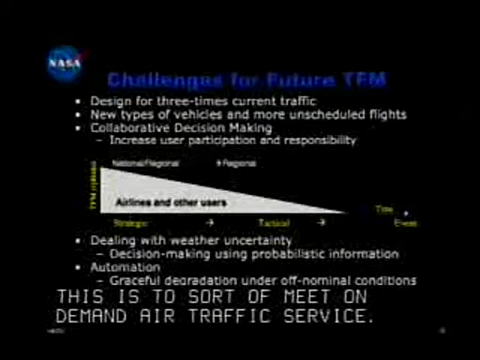 NASA
Challenges for Future TFM
• Design for three-times current traffic
• New types of vehicles and more unscheduled flights
• Collaborative Decision Making
– Increase user participation and responsibility
National/Regional → Regional
Airlines and other users
Time
Strategic → Tactical → Event
• Dealing with weather uncertainty
– Decision-making using probabilistic information
• Automation
– Graceful degradation under off-nominal conditions
THIS IS TO SORT OF MEET ON
DEMAND AIR TRAFFIC SERVICE.